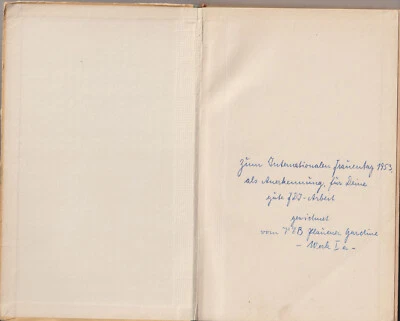 Zum Internationalen Frauentag 1953
als Anerkennung, für Deine
gute FDJ-Arbeit
gewidmet
vom VEB Plauener Gardine
- Werk I a -